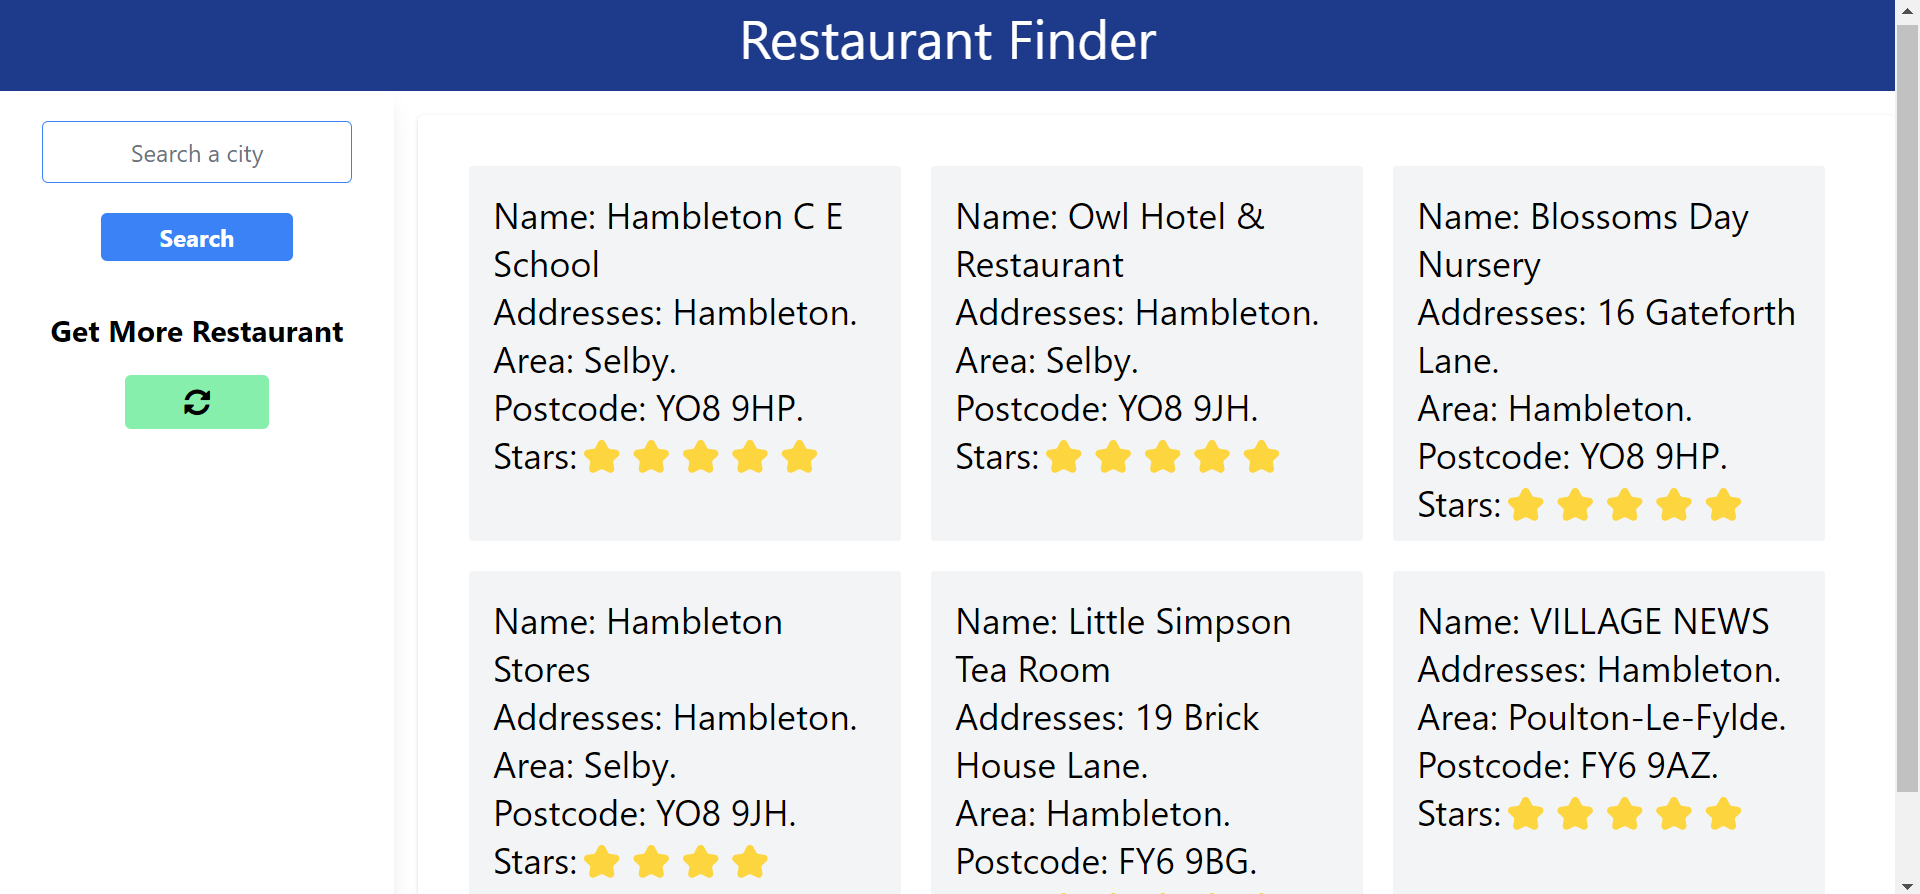 Restaurant Finder
Search a city
Search
Get More Restaurant
Name: Hambleton C E
School
Addresses: Hambleton.
Area: Selby.
Postcode: YO8 9HP.
Stars:
Name: Owl Hotel &
Restaurant
Addresses: Hambleton.
Area: Selby.
Postcode: YO8 9JH.
Stars:
Name: Blossoms Day
Nursery
Addresses: 16 Gateforth
Lane.
Area: Hambleton.
Postcode: YO8 9HP.
Stars:
Name: Hambleton
Stores
Addresses: Hambleton.
Area: Selby.
Postcode: YO8 9JH.
Stars:
Name: Little Simpson
Tea Room
Addresses: 19 Brick
House Lane.
Area: Hambleton.
Postcode: FY6 9BG.
Name: VILLAGE NEWS
Addresses: Hambleton.
Area: Poulton-Le-Fylde.
Postcode: FY6 9AZ.
Stars: